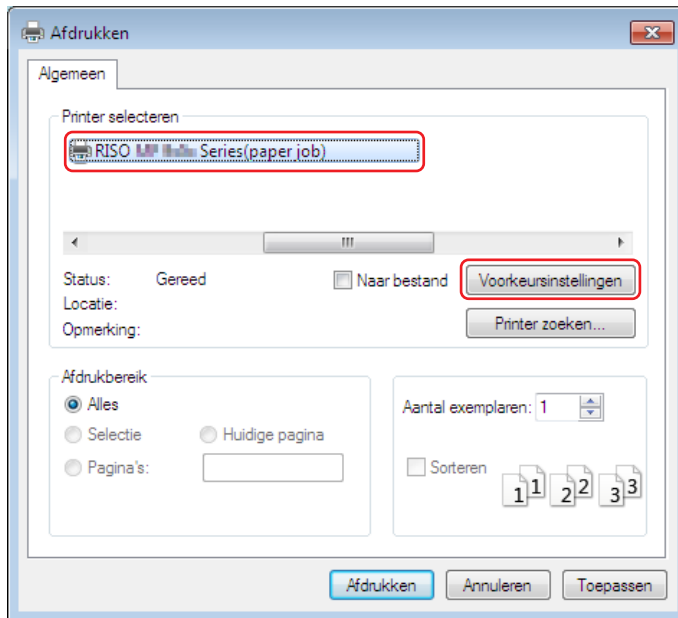 Afdrukken
Algemeen
Printer selecteren
RISO Series(paper job)
Status: Gereed
Naar bestand
Voorkeursinstellingen
Locatie:
Opmerking:
Printer zoeken...
Afdrukbereik
Alles
Selectie
Huidige pagina
Pagina's:
Aantal exemplaren: 1
Sorteren
1 1 2 2 3 3
Afdrukken
Annuleren
Toepassen